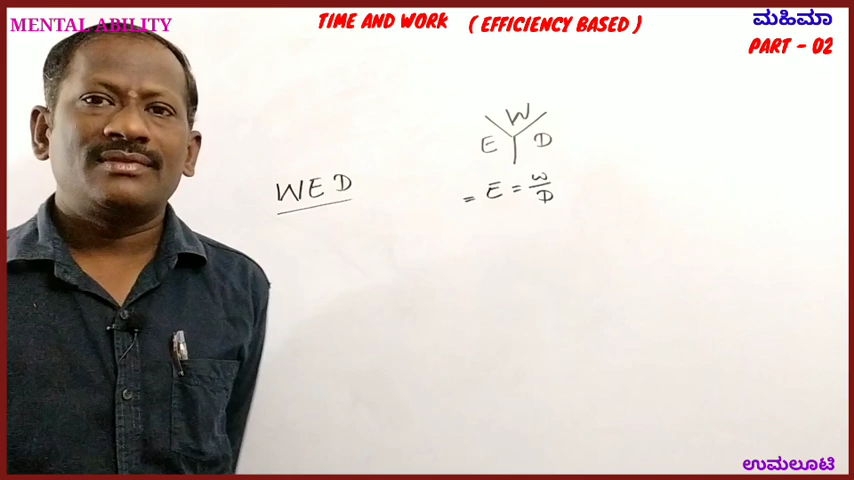 MENTAL ABILITY
TIME AND WORK ( EFFICIENCY BASED )
ಮಹಿಮಾ
PART - 02
W
E D
WED
= E = W/D
ಉಮಲೂಟಿ